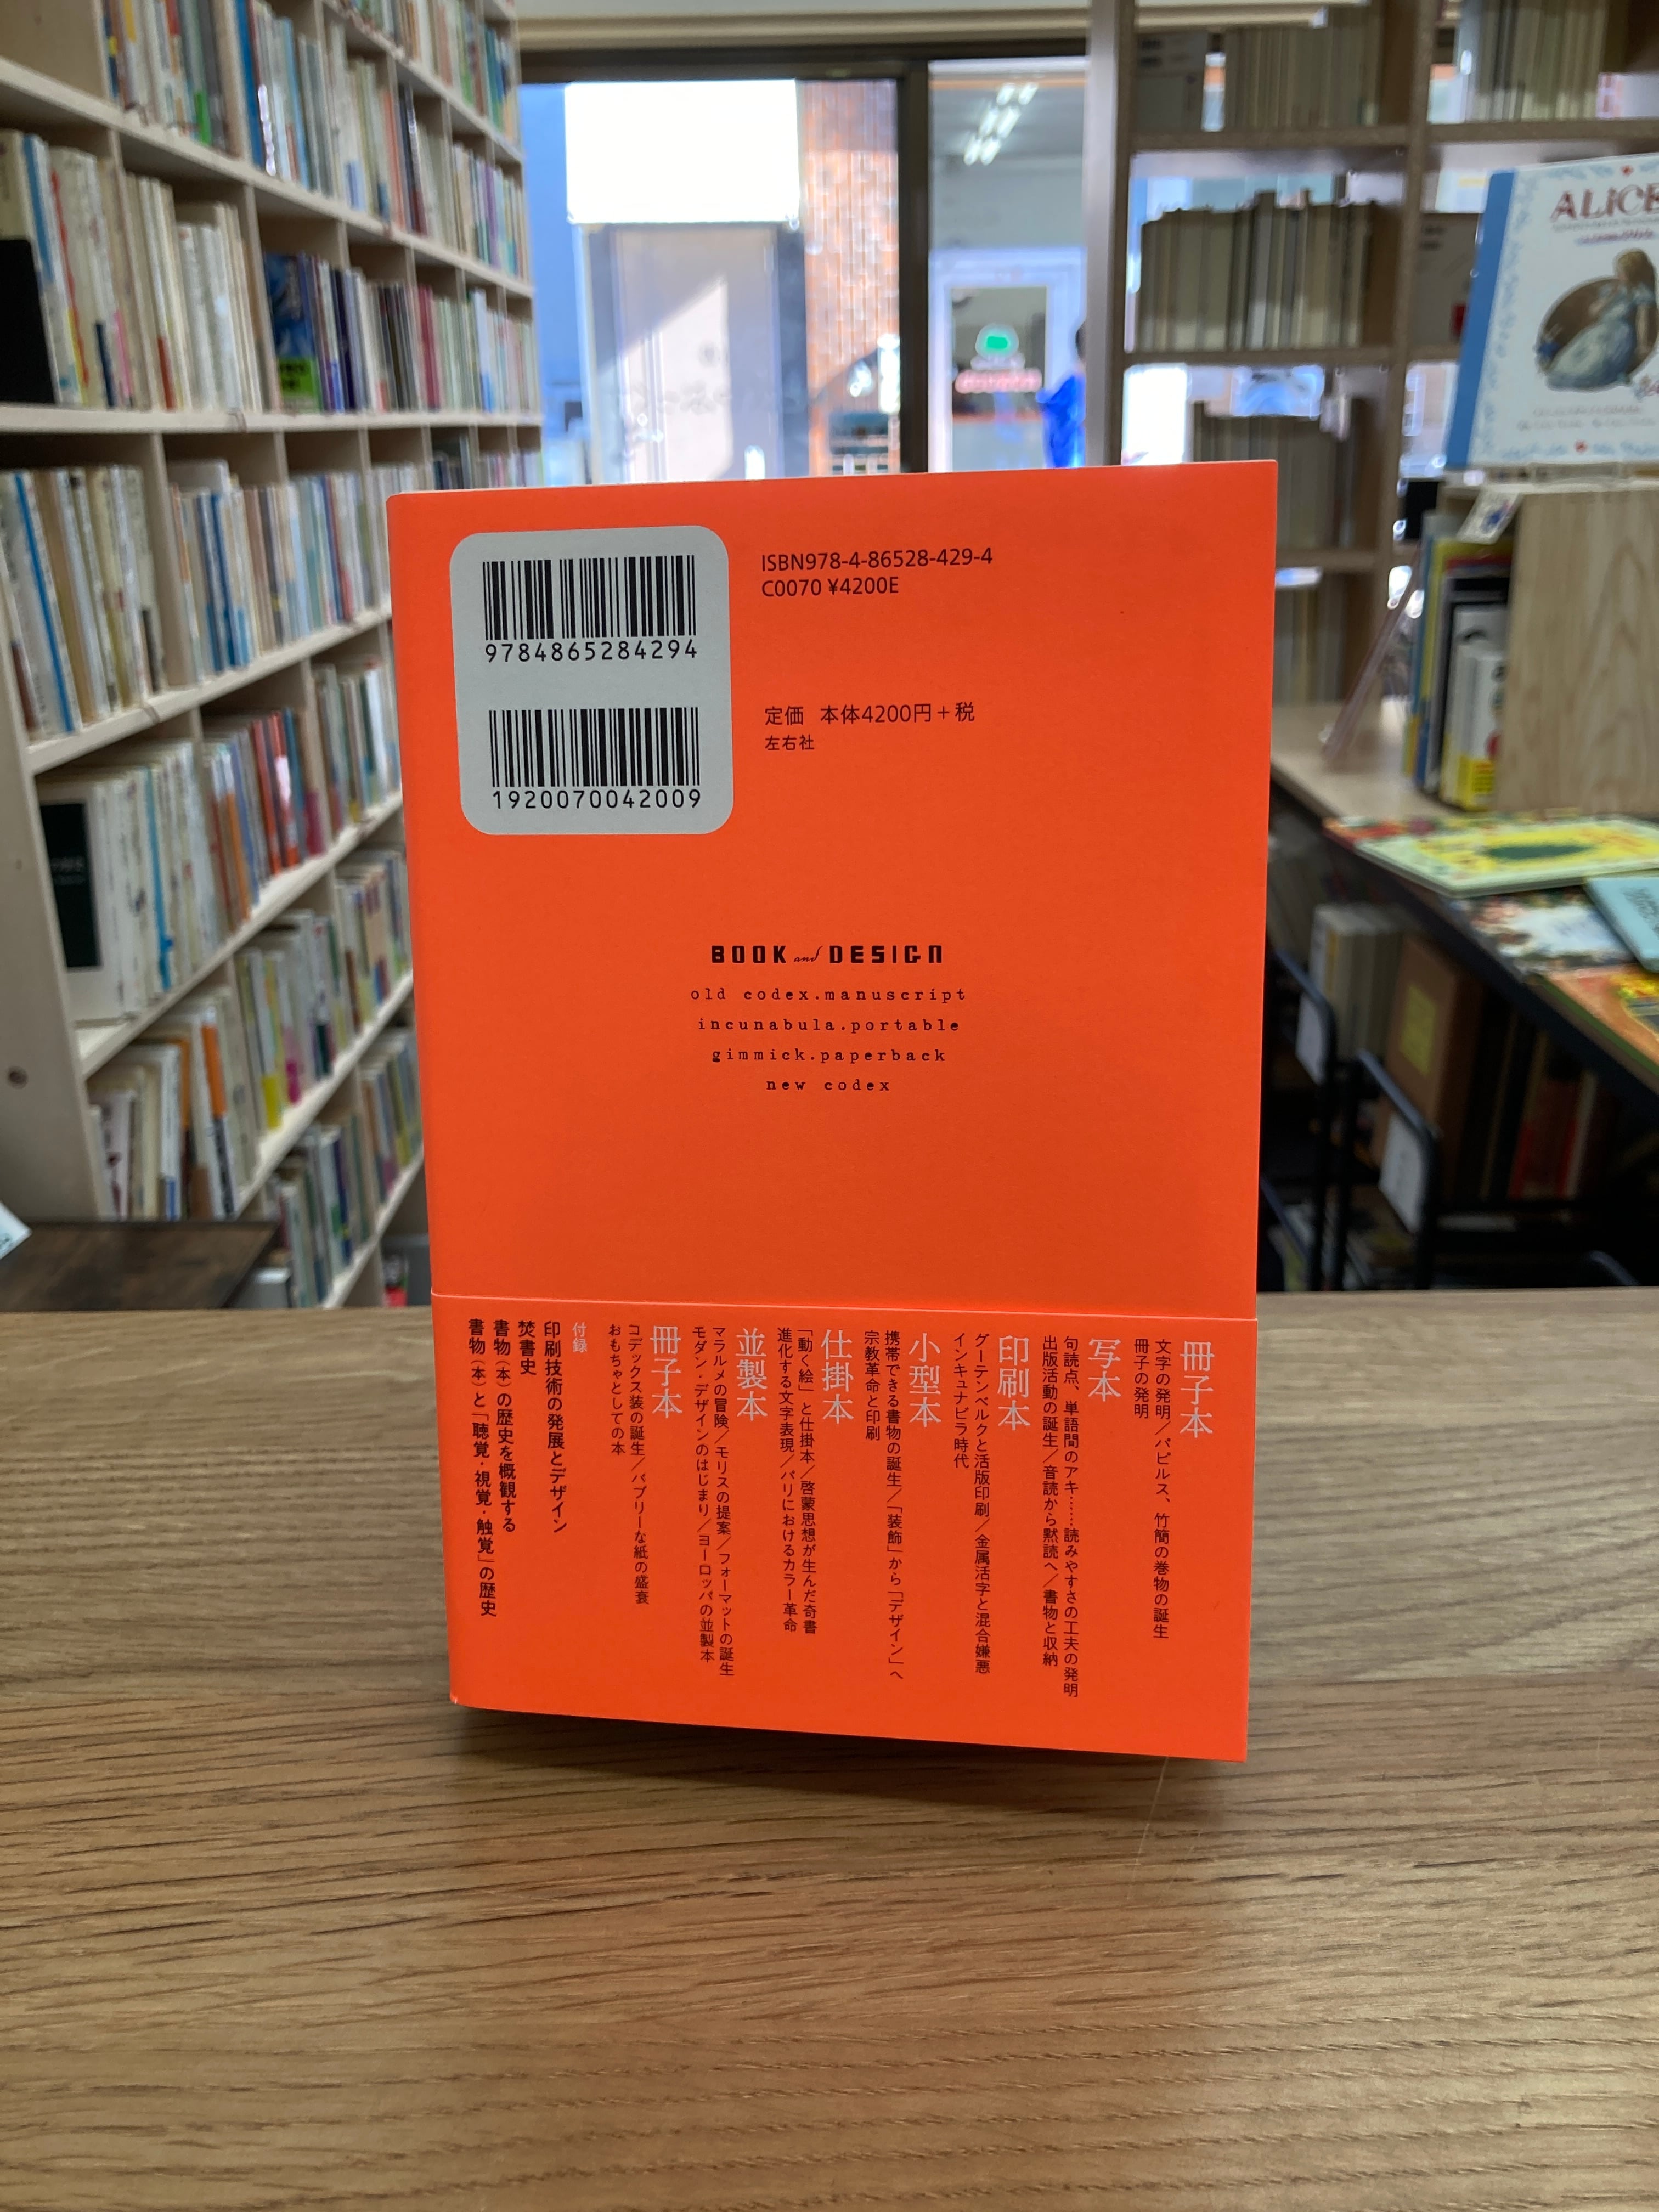 ISBN978-4-86528-429-4
C0070 ¥4200E
9784865284294
1920070042009
定価 本体4200円+税
左右社
BOOK and DESIGN
old codex.manuscript
incunabula.portable
gimmick.paperback
new codex
冊子本
文字の発明/パピルス、竹簡の巻物の誕生
冊子の発明
写本
句読点、単語間のアキ……読みやすさの工夫の発明
出版活動の誕生/音読から黙読へ/書物と収納
印刷本
グーテンベルクと活版印刷/金属活字と混合嫌悪
インキュナビラ時代
小型本
携帯できる書物の誕生/「装飾」から「デザイン」へ
宗教革命と印刷
仕掛本
「動く絵」と仕掛本/啓蒙思想が生んだ奇書
進化する文字表現/パリにおけるカラー革命
並製本
マラルメの冒険/モリスの提案/フォーマットの誕生
モダン・デザインのはじまり/ヨーロッパの並製本
冊子本
コデックス装の誕生/バブリーな紙の盛衰
おもちゃとしての本
付録
印刷技術の発展とデザイン
焚書史
書物(本)の歴史を概観する
書物(本)と「聴覚・視覚・触覚」の歴史
ALICE